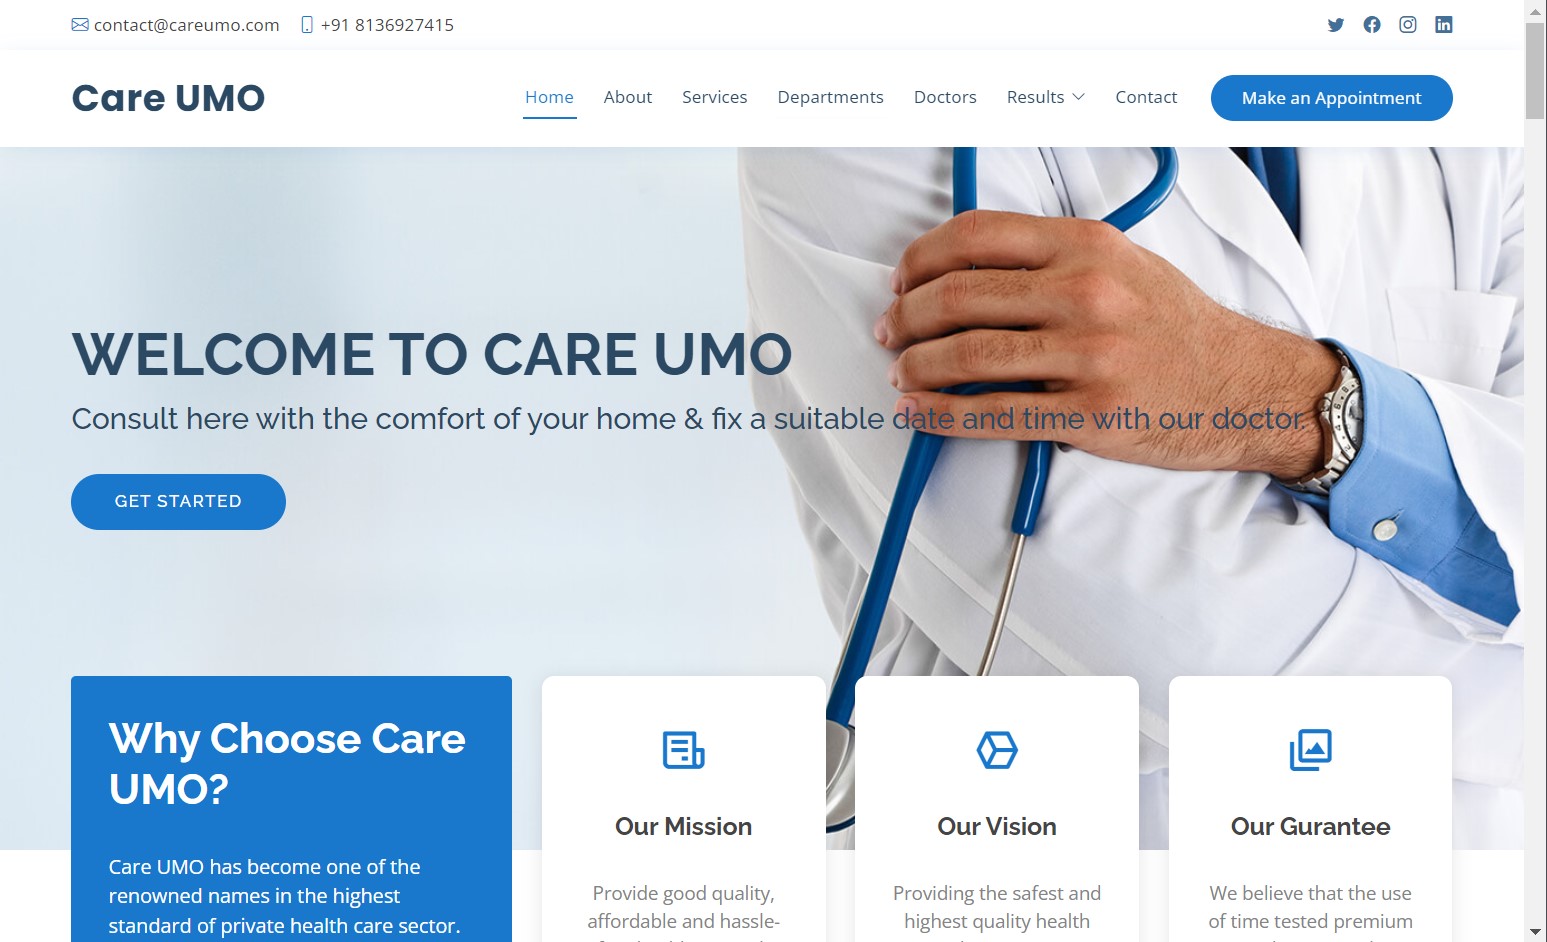 contact@careumo.com +91 8136927415
Care UMO
Home About Services Departments Doctors Results Contact Make an Appointment
WELCOME TO CARE UMO
Consult here with the comfort of your home & fix a suitable date and time with our doctor.
GET STARTED
Why Choose Care
UMO?
Care UMO has become one of the
renowned names in the highest
standard of private health care sector.
Our Mission
Provide good quality,
affordable and hassle-
Our Vision
Providing the safest and
highest quality health
Our Gurantee
We believe that the use
of time tested premium